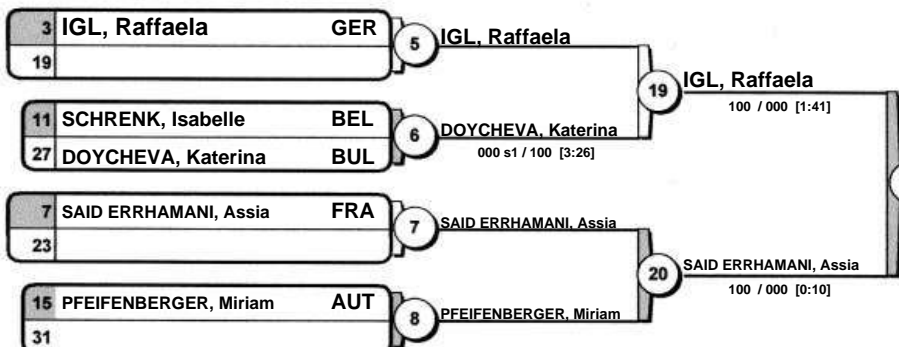 3 IGL, Raffaela GER
19
5
IGL, Raffaela
11 SCHRENK, Isabelle BEL
27 DOYCHEVA, Katerina BUL
6
DOYCHEVA, Katerina
000 s1 / 100 [3:26]
19
IGL, Raffaela
100 / 000 [1:41]
7 SAID ERRHAMANI, Assia FRA
23
7
SAID ERRHAMANI, Assia
15 PFEIFENBERGER, Miriam AUT
31
8
PFEIFENBERGER, Miriam
20
SAID ERRHAMANI, Assia
100 / 000 [0:10]